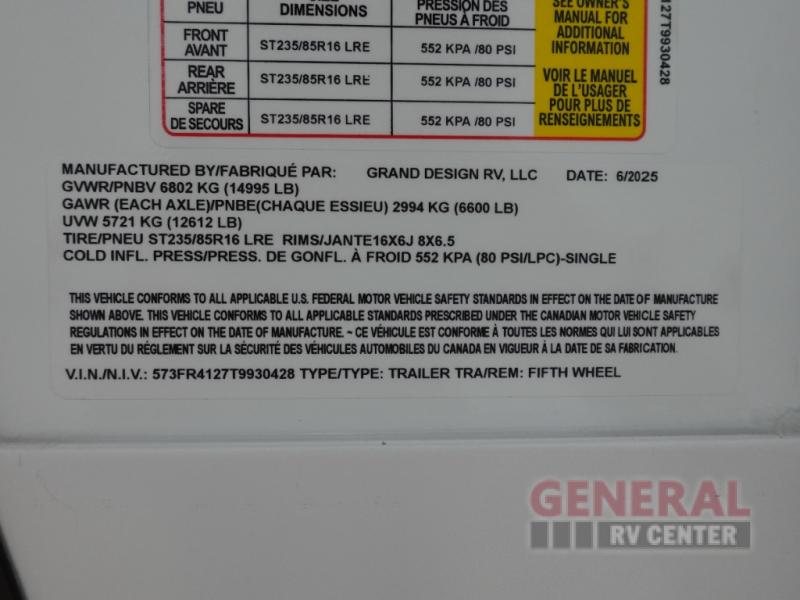 PNEU DIMENSIONS PRESSION DES
PNEUS À FROID
SEE OWNER'S
MANUAL FOR
ADDITIONAL
INFORMATION
FRONT
AVANT ST235/85R16 LRE 552 KPA /80 PSI
REAR
ARRIÈRE ST235/85R16 LRE 552 KPA /80 PSI
VOIR LE MANUEL
DE L'USAGER
POUR PLUS DE
RENSEIGNEMENTS
SPARE
DE SECOURS ST235/85R16 LRE 552 KPA /80 PSI
127T9930428
MANUFACTURED BY/FABRIQUÉ PAR: GRAND DESIGN RV, LLC DATE: 6/2025
GVWR/PNBV 6802 KG (14995 LB)
GAWR (EACH AXLE)/PNBE(CHAQUE ESSIEU) 2994 KG (6600 LB)
UVW 5721 KG (12612 LB)
TIRE/PNEU ST235/85R16 LRE RIMS/JANTE16X6J 8X6.5
COLD INFL. PRESS/PRESS. DE GONFL. À FROID 552 KPA (80 PSI/LPC)-SINGLE
THIS VEHICLE CONFORMS TO ALL APPLICABLE U.S. FEDERAL MOTOR VEHICLE SAFETY STANDARDS IN EFFECT ON THE DATE OF MANUFACTURE
SHOWN ABOVE. THIS VEHICLE CONFORMS TO ALL APPLICABLE STANDARDS PRESCRIBED UNDER THE CANADIAN MOTOR VEHICLE SAFETY
REGULATIONS IN EFFECT ON THE DATE OF MANUFACTURE. ~ CE VÉHICULE EST CONFORME À TOUTES LES NORMES QUI LUI SONT APPLICABLES
EN VERTU DU RÉGLEMENT SUR LA SÉCURITÉ DES VÉHICULES AUTOMOBILES DU CANADA EN VIGUEUR À LA DATE DE SA FABRICATION.
V.I.N./N.I.V.: 573FR4127T9930428 TYPE/TYPE: TRAILER TRA/REM: FIFTH WHEEL
GENERAL
RV CENTER